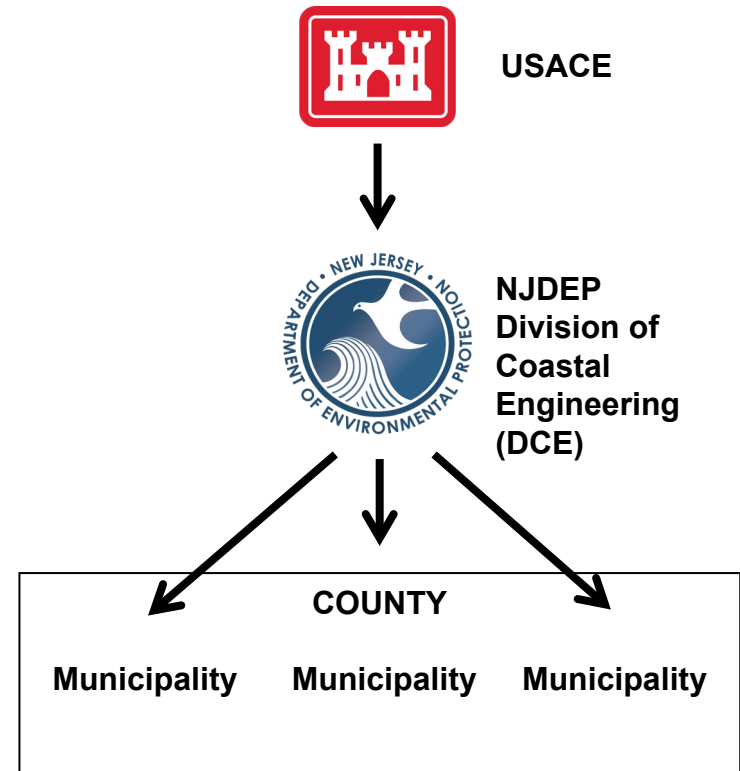 USACE
• NEW JERSEY •
DEPARTMENT OF ENVIRONMENTAL PROTECTION
NJDEP
Division of
Coastal
Engineering
(DCE)
COUNTY
Municipality Municipality Municipality